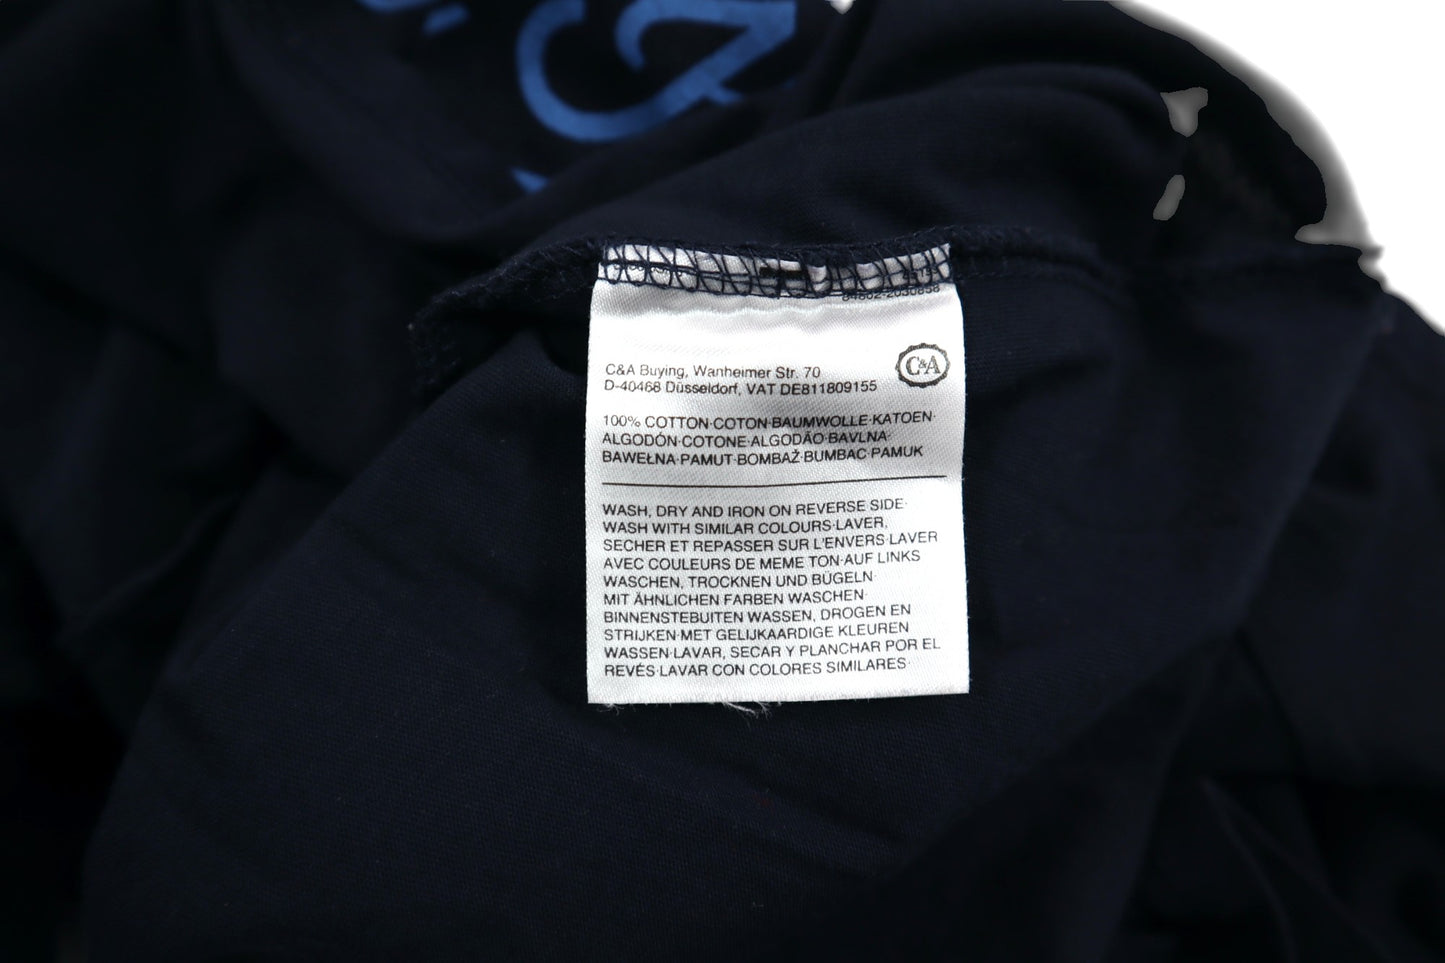 84602-2030858
C&A
C&A Buying, Wanheimer Str. 70
D-40468 Düsseldorf, VAT DE811809155
100% COTTON·COTON·BAUMWOLLE·KATOEN·
ALGODÓN·COTONE·ALGODÃO·BAVLNA·
BAWEŁNA·PAMUT·BOMBAŽ·BUMBAC·PAMUK
WASH, DRY AND IRON ON REVERSE SIDE·
WASH WITH SIMILAR COLOURS·LAVER,
SECHER ET REPASSER SUR L'ENVERS·LAVER
AVEC COULEURS DE MEME TON·AUF LINKS
WASCHEN, TROCKNEN UND BÜGELN·
MIT ÄHNLICHEN FARBEN WASCHEN·
BINNENSTEBUITEN WASSEN, DROGEN EN
STRIJKEN·MET GELIJKAARDIGE KLEUREN
WASSEN·LAVAR, SECAR Y PLANCHAR POR EL
REVÉS·LAVAR CON COLORES SIMILARES·